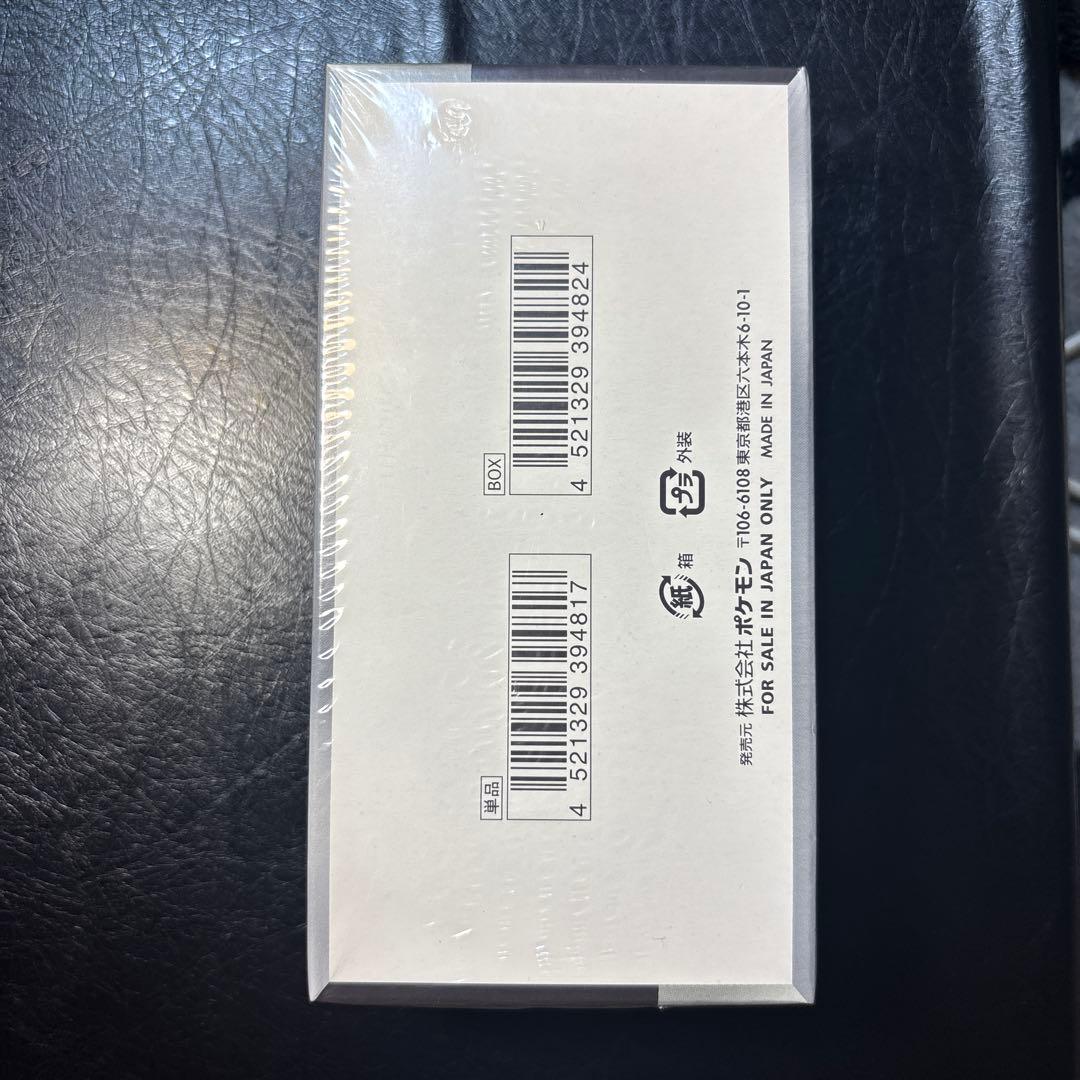 単品
4 521329 394817
BOX
4 521329 394824
紙 箱
プラ 外装
発売元 株式会社ポケモン 〒106-6108 東京都港区六本木6-10-1
FOR SALE IN JAPAN ONLY MADE IN JAPAN